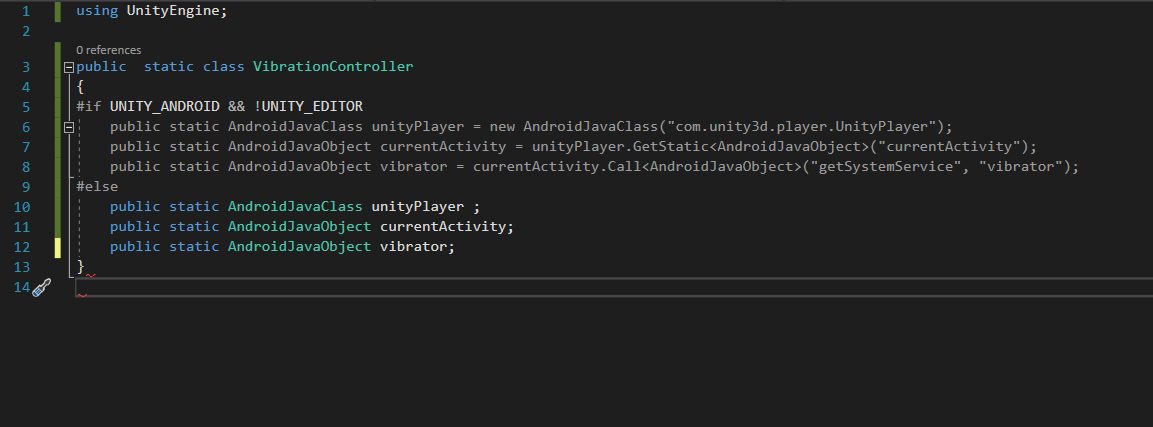 1 using UnityEngine;
2
0 references
3 public  static class VibrationController
4 {
5 #if UNITY_ANDROID && !UNITY_EDITOR
6     public static AndroidJavaClass unityPlayer = new AndroidJavaClass("com.unity3d.player.UnityPlayer");
7     public static AndroidJavaObject currentActivity = unityPlayer.GetStatic<AndroidJavaObject>("currentActivity");
8     public static AndroidJavaObject vibrator = currentActivity.Call<AndroidJavaObject>("getSystemService", "vibrator");
9 #else
10     public static AndroidJavaClass unityPlayer ;
11     public static AndroidJavaObject currentActivity;
12     public static AndroidJavaObject vibrator;
13 }
14